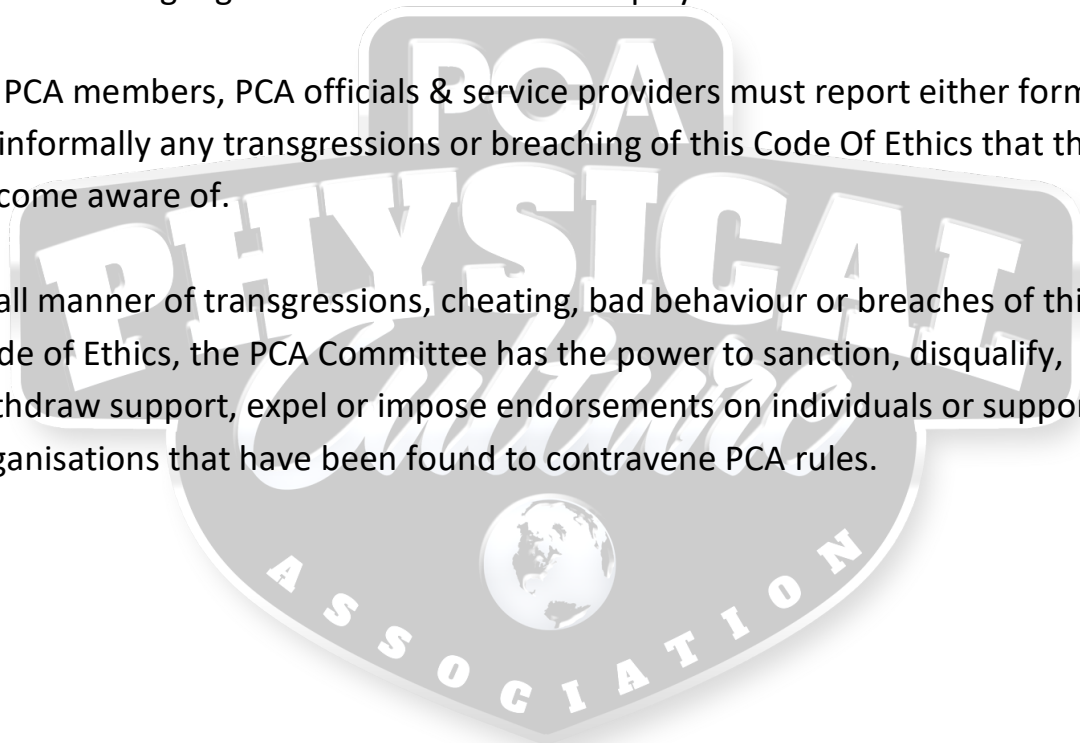 PCA
PCA members, PCA officials & service providers must report either form
informally any transgressions or breaching of this Code Of Ethics that th
come aware of.
PHYSICAL
all manner of transgressions, cheating, bad behaviour or breaches of thi
de of Ethics, the PCA Committee has the power to sanction, disqualify,
Culture
thdraw support, expel or impose endorsements on individuals or suppor
ganisations that have been found to contravene PCA rules.
ASSOCIATION